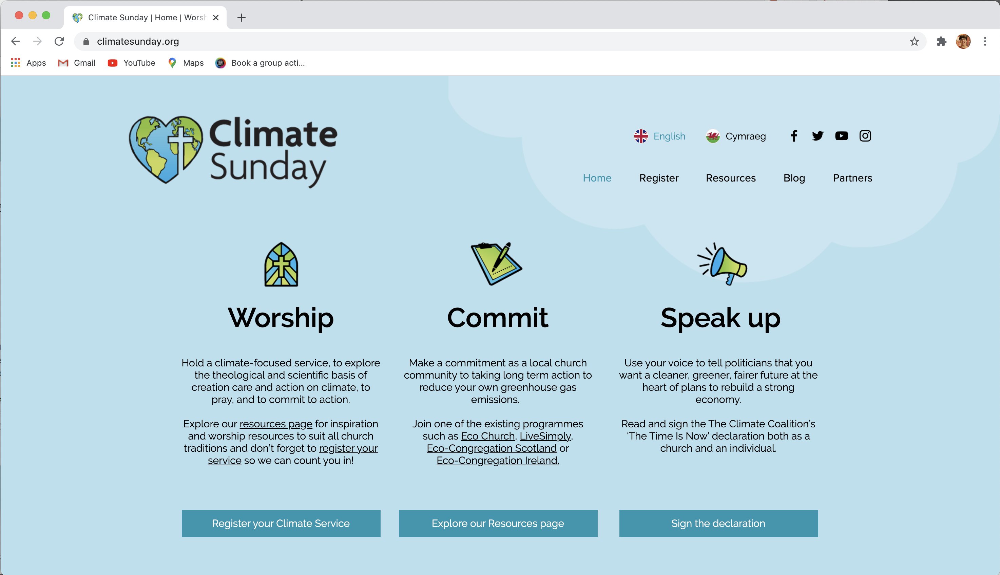 Climate Sunday | Home | Worsh
climatesunday.org
Apps
Gmail
YouTube
Maps
Book a group acti...
Climate
Sunday
English
Cymraeg
Home
Register
Resources
Blog
Partners
Worship
Hold a climate-focused service, to explore
the theological and scientific basis of
creation care and action on climate, to
pray, and to commit to action.
Explore our resources page for inspiration
and worship resources to suit all church
traditions and don't forget to register your
service so we can count you in!
Register your Climate Service
Commit
Make a commitment as a local church
community to taking long term action to
reduce your own greenhouse gas
emissions.
Join one of the existing programmes
such as Eco Church, LiveSimply,
Eco-Congregation Scotland or
Eco-Congregation Ireland.
Explore our Resources page
Speak up
Use your voice to tell politicians that you
want a cleaner, greener, fairer future at the
heart of plans to rebuild a strong
economy.
Read and sign the The Climate Coalition's
‘The Time Is Now’ declaration both as a
church and an individual.
Sign the declaration